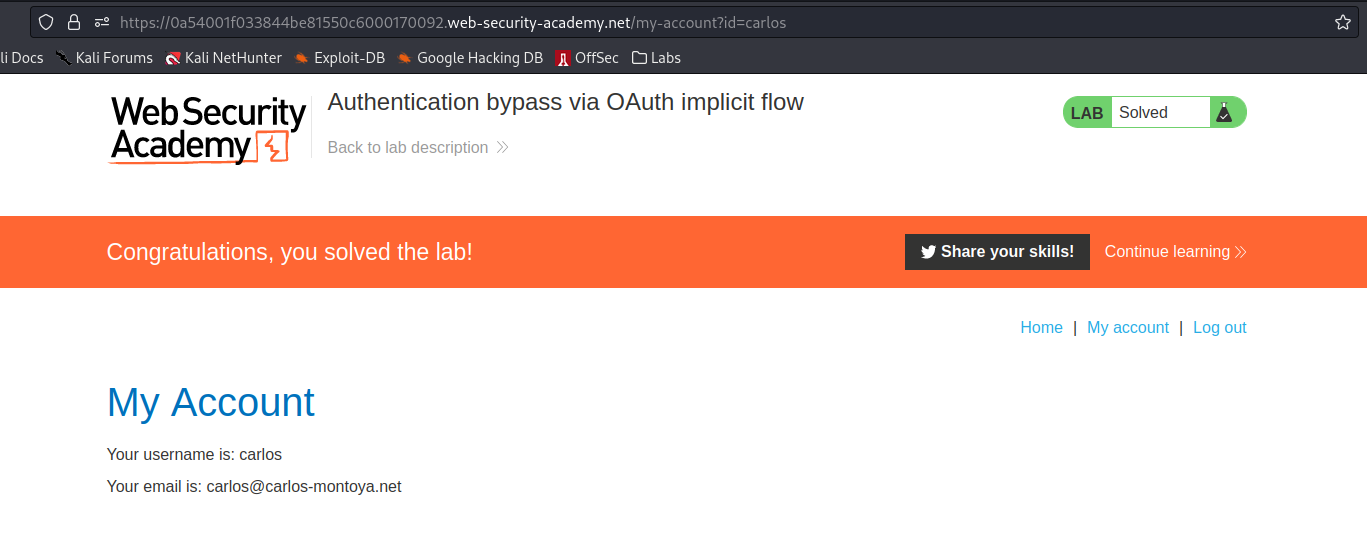 https://0a54001f033844be81550c6000170092.web-security-academy.net/my-account?id=carlos
li Docs Kali Forums Kali NetHunter Exploit-DB Google Hacking DB OffSec Labs
Web Security
Academy
Authentication bypass via OAuth implicit flow
Back to lab description
LAB Solved
Congratulations, you solved the lab!
Share your skills!
Continue learning
Home | My account | Log out
My Account
Your username is: carlos
Your email is: carlos@carlos-montoya.net